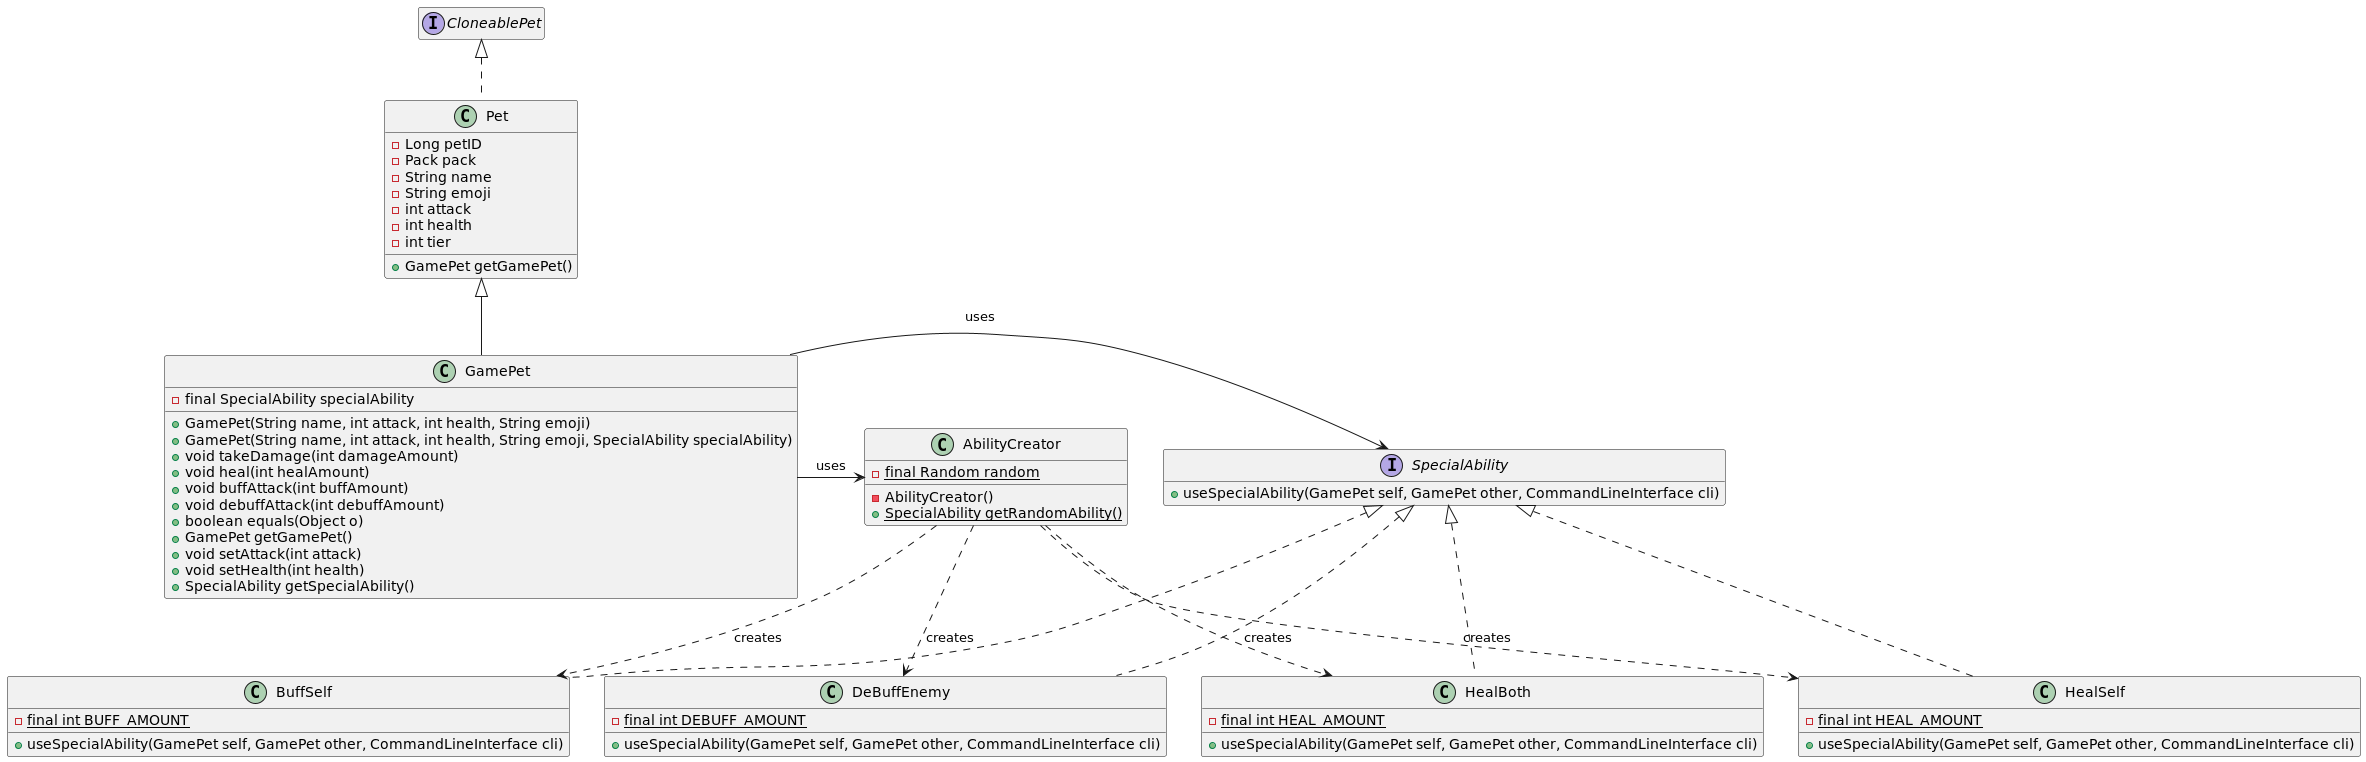 CloneablePet
Pet
Long petID
Pack pack
String name
String emoji
int attack
int health
int tier
GamePet getGamePet()
uses
GamePet
final SpecialAbility specialAbility
GamePet(String name, int attack, int health, String emoji)
GamePet(String name, int attack, int health, String emoji, SpecialAbility specialAbility)
void takeDamage(int damageAmount)
void heal(int healAmount)
void buffAttack(int buffAmount)
void debuffAttack(int debuffAmount)
boolean equals(Object o)
GamePet getGamePet()
void setAttack(int attack)
void setHealth(int health)
SpecialAbility getSpecialAbility()
uses
AbilityCreator
final Random random
AbilityCreator()
SpecialAbility getRandomAbility()
SpecialAbility
useSpecialAbility(GamePet self, GamePet other, CommandLineInterface cli)
creates
creates
creates
creates
BuffSelf
final int BUFF_AMOUNT
useSpecialAbility(GamePet self, GamePet other, CommandLineInterface cli)
DeBuffEnemy
final int DEBUFF_AMOUNT
useSpecialAbility(GamePet self, GamePet other, CommandLineInterface cli)
HealBoth
final int HEAL_AMOUNT
useSpecialAbility(GamePet self, GamePet other, CommandLineInterface cli)
HealSelf
final int HEAL_AMOUNT
useSpecialAbility(GamePet self, GamePet other, CommandLineInterface cli)